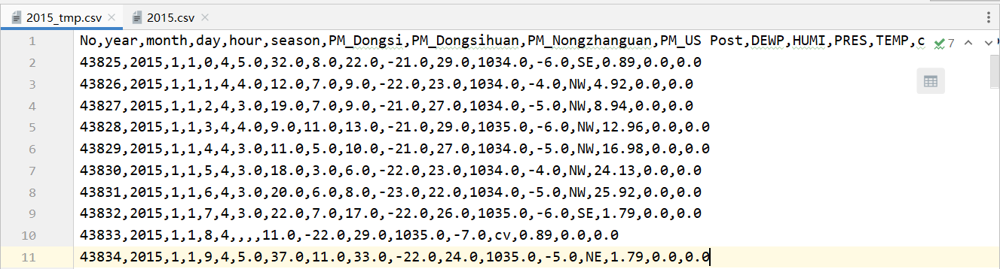 2015_tmp.csv 2015.csv
1 No,year,month,day,hour,season,PM_Dongsi,PM_Dongsihuan,PM_Nongzhanguan,PM_US Post,DEWP,HUMI,PRES,TEMP,c 7
2 43825,2015,1,1,0,4,5.0,32.0,8.0,22.0,-21.0,29.0,1034.0,-6.0,SE,0.89,0.0,0.0
3 43826,2015,1,1,1,4,4.0,12.0,7.0,9.0,-22.0,23.0,1034.0,-4.0,NW,4.92,0.0,0.0
4 43827,2015,1,1,2,4,3.0,19.0,7.0,9.0,-21.0,27.0,1034.0,-5.0,NW,8.94,0.0,0.0
5 43828,2015,1,1,3,4,4.0,9.0,11.0,13.0,-21.0,29.0,1035.0,-6.0,NW,12.96,0.0,0.0
6 43829,2015,1,1,4,4,3.0,11.0,5.0,10.0,-21.0,27.0,1034.0,-5.0,NW,16.98,0.0,0.0
7 43830,2015,1,1,5,4,3.0,18.0,3.0,6.0,-22.0,23.0,1034.0,-4.0,NW,24.13,0.0,0.0
8 43831,2015,1,1,6,4,3.0,20.0,6.0,8.0,-23.0,22.0,1034.0,-5.0,NW,25.92,0.0,0.0
9 43832,2015,1,1,7,4,3.0,22.0,7.0,17.0,-22.0,26.0,1035.0,-6.0,SE,1.79,0.0,0.0
10 43833,2015,1,1,8,4,,,,11.0,-22.0,29.0,1035.0,-7.0,cv,0.89,0.0,0.0
11 43834,2015,1,1,9,4,5.0,37.0,11.0,33.0,-22.0,24.0,1035.0,-5.0,NE,1.79,0.0,0.0